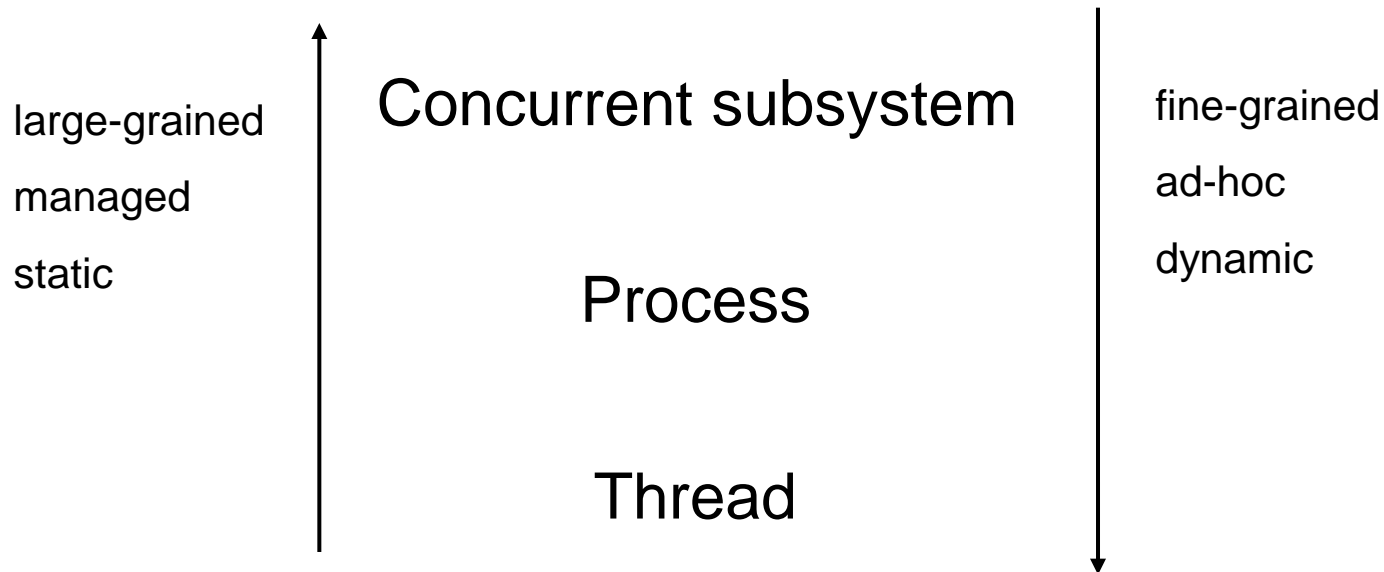 large-grained
managed
static
Concurrent subsystem
Process
Thread
fine-grained
ad-hoc
dynamic